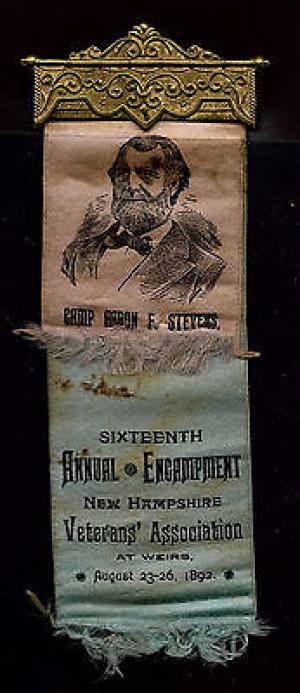 CAMP AARON F. STEVENS.
SIXTEENTH
ANNUAL ENCAMPMENT
NEW HAMPSHIRE
Veterans' Association
AT WEIRS,
August 23-26, 1892.